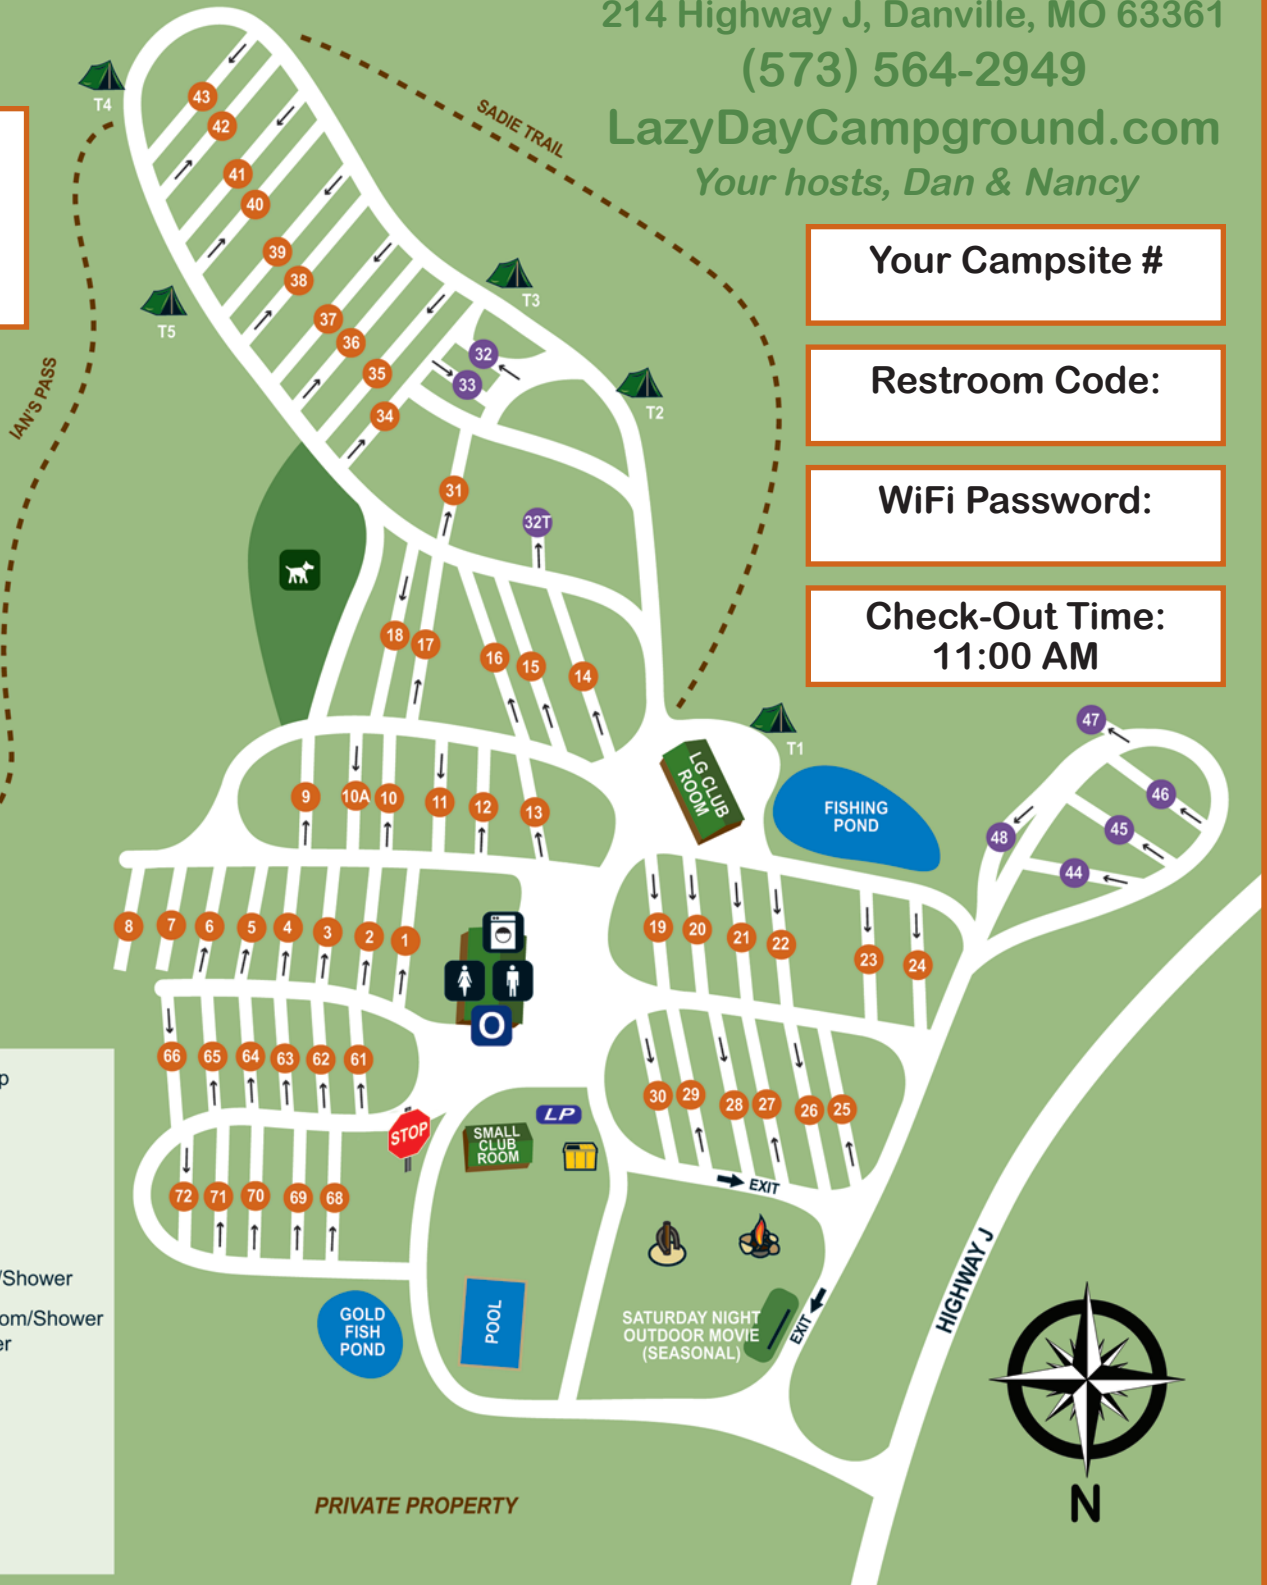 214 Highway J, Danville, MO 63361
(573) 564-2949
LazyDayCampground.com
Your hosts, Dan & Nancy
Your Campsite #
Restroom Code:
WiFi Password:
Check-Out Time:
11:00 AM
SADIE TRAIL
IAN'S PASS
T4
T5
T3
T2
T1
43
42
41
40
39
38
37
36
35
34
32
33
31
32T
18
17
16
15
14
9
10A
10
11
12
13
LG CLUB
ROOM
FISHING
POND
47
46
45
48
44
8
7
6
5
4
3
2
1
19
20
21
22
23
24
O
66
65
64
63
62
61
30
29
28
27
26
25
STOP
SMALL
CLUB
ROOM
LP
EXIT
72
71
70
69
68
GOLD
FISH
POND
POOL
SATURDAY NIGHT
OUTDOOR MOVIE
(SEASONAL)
EXIT
HIGHWAY J
N
PRIVATE PROPERTY
p
/Shower
om/Shower
er